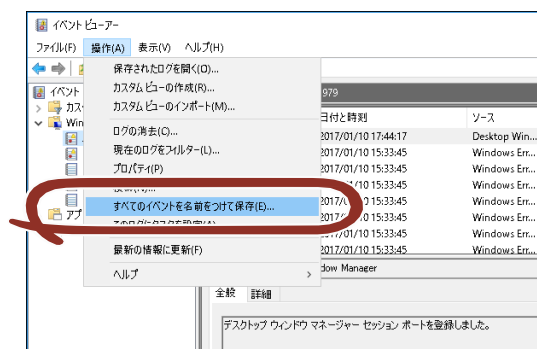 イベント ビューアー
ファイル(F) 操作(A) 表示(V) ヘルプ(H)
保存されたログを開く(O)...
カスタム ビューの作成(R)...
カスタム ビューのインポート(M)...
ログの消去(C)...
現在のログをフィルター(L)...
プロパティ(P)
すべてのイベントを名前をつけて保存(E)...
このログにタスクを設定(A)...
最新の情報に更新(F)
ヘルプ
イベント
カス
Win
アプ
979
日付と時刻 ソース
2017/01/10 17:44:17 Desktop Win...
2017/01/10 15:33:45 Windows Err...
2017/01/10 15:33:45 Windows Err...
2017/01/10 15:33:45 Windows Err...
2017/01/10 15:33:45 Windows Err...
2017/01/10 15:33:45 Windows Err...
2017/01/10 15:33:45 Windows Err...
2017/01/10 15:33:45 Windows Err...
dow Manager
全般 詳細
デスクトップ ウィンドウ マネージャー セッション ポートを登録しました。